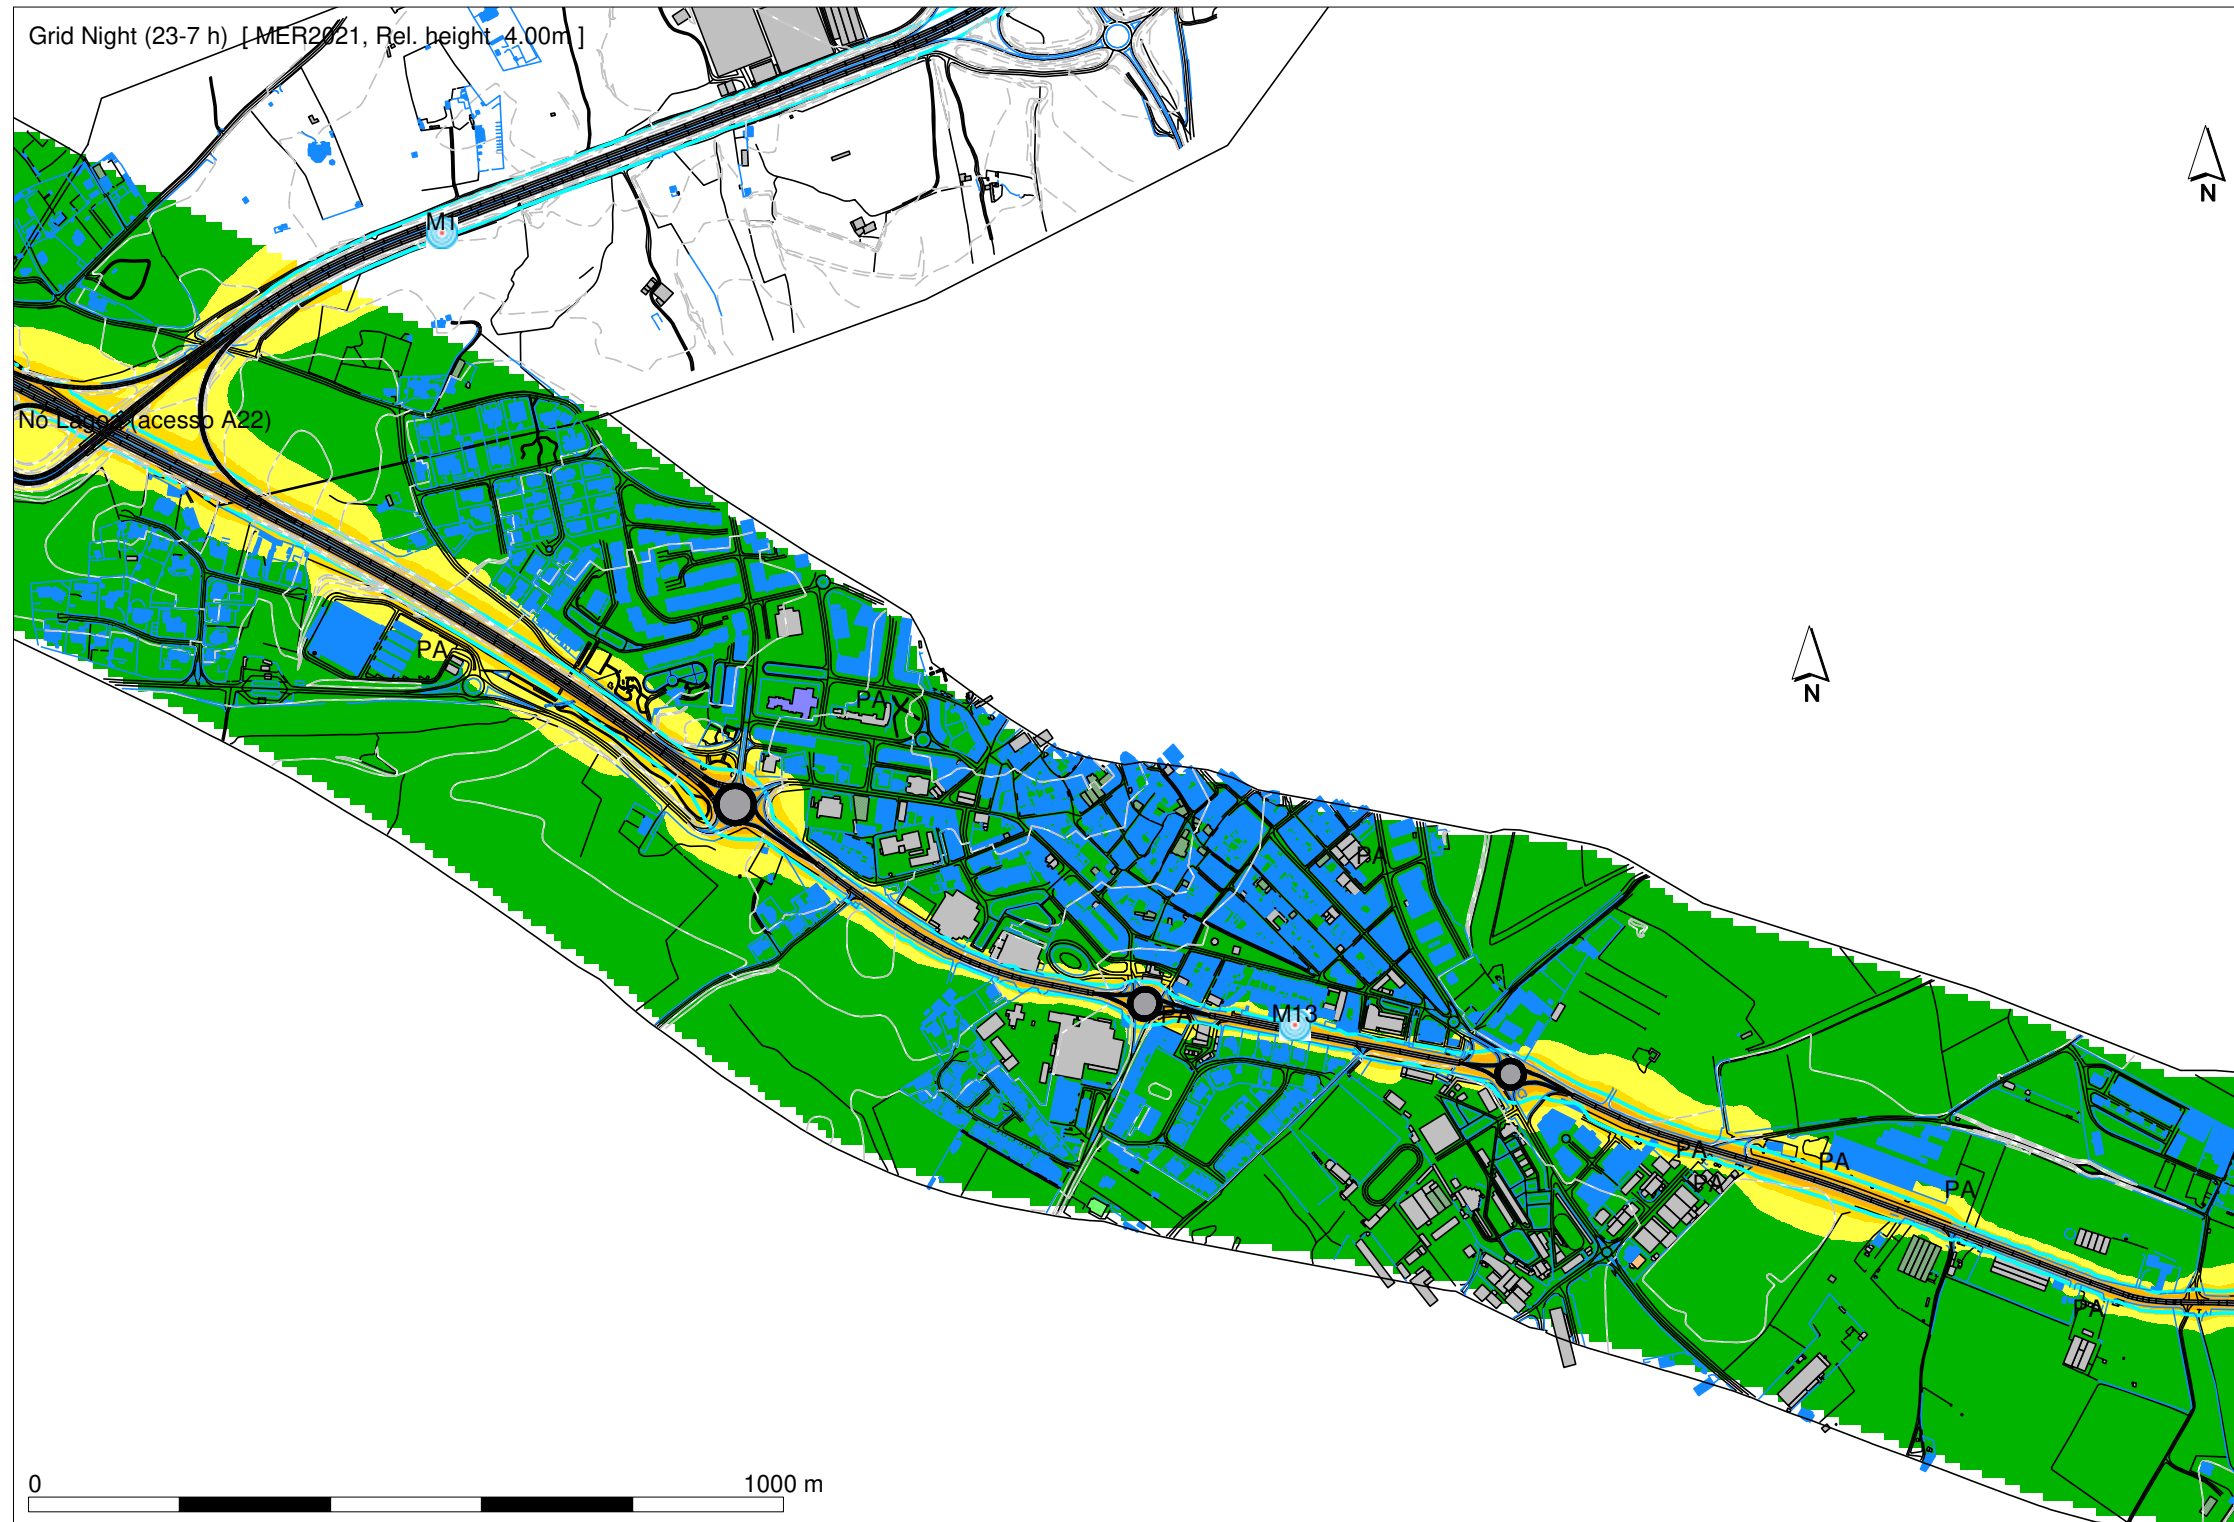 Grid Night (23-7 h) [ MER2021, Rel. height 4.00m ]
N
M1
Nó Lagoa (acesso A22)
PA
N
PA
PA
M13
PA
PA
PA
PA
PA
PA
0 1000 m